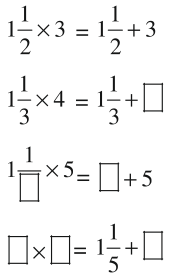 1 1/2 × 3 = 1 1/2 + 3
1 1/3 × 4 = 1 1/3 + □
1 1/□ × 5 = □ + 5
□ × □ = 1 1/5 + □